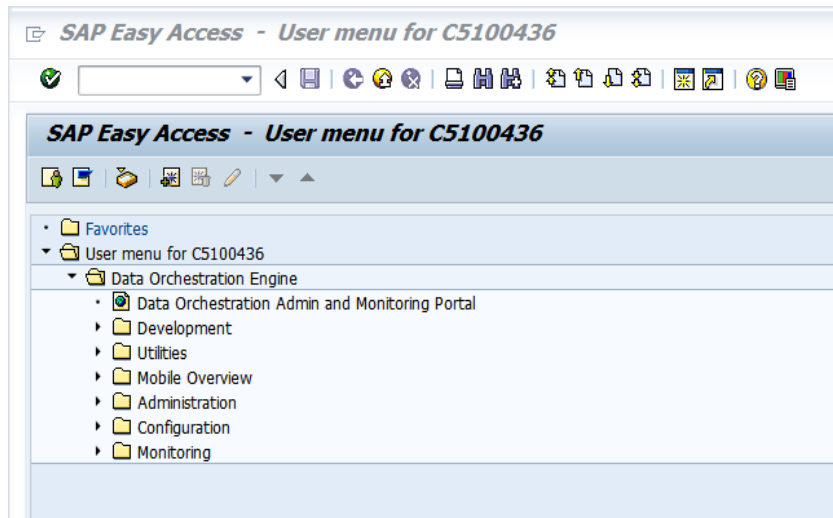 SAP Easy Access - User menu for C5100436
SAP Easy Access - User menu for C5100436
Favorites
User menu for C5100436
Data Orchestration Engine
Data Orchestration Admin and Monitoring Portal
Development
Utilities
Mobile Overview
Administration
Configuration
Monitoring